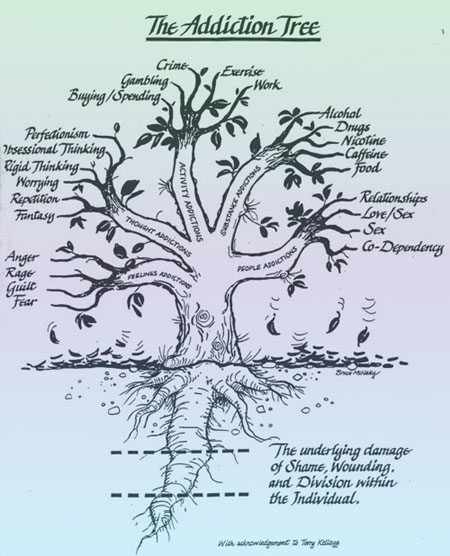 The Addiction Tree
Crime
Gambling
Buying/Spending
Exercise
Work
Perfectionism
Obsessional Thinking
Rigid Thinking
Worrying
Repetition
Fantasy
Anger
Rage
Guilt
Fear
Alcohol
Drugs
Nicotine
Caffeine
Food
Relationships
Love/Sex
Sex
Co-Dependency
ACTIVITY ADDICTIONS
SUBSTANCE ADDICTIONS
THOUGHT ADDICTIONS
FEELINGS ADDICTIONS
PEOPLE ADDICTIONS
The underlying damage
of Shame, Wounding,
and Division within
the Individual.
With acknowledgement to Terry Kellogg